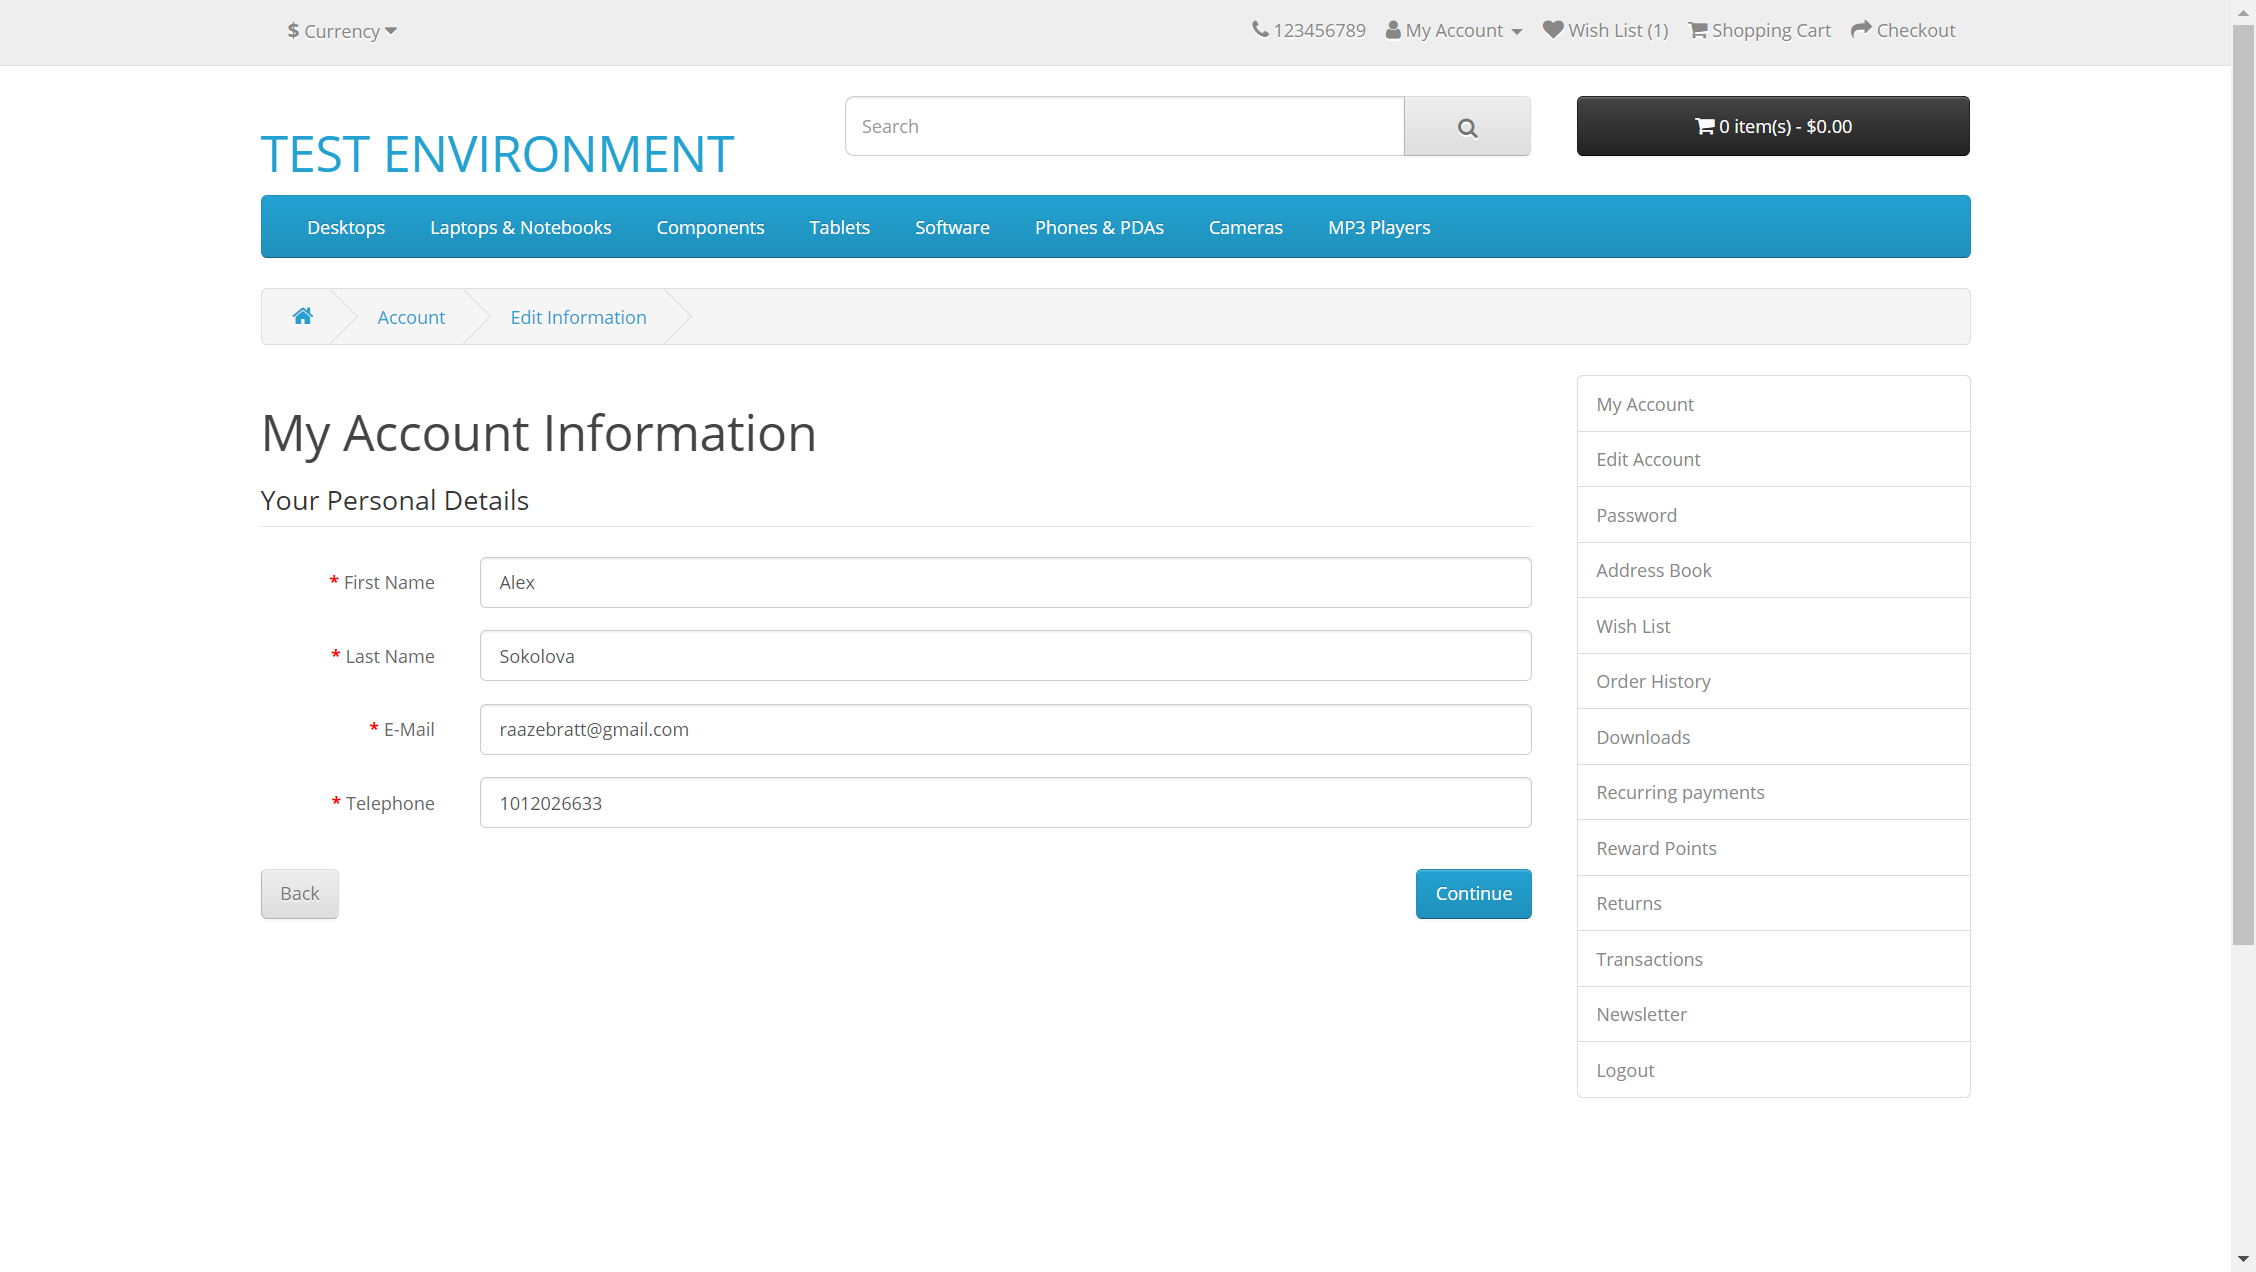 $ Currency
123456789 My Account Wish List (1) Shopping Cart Checkout
TEST ENVIRONMENT
Search
0 item(s) - $0.00
Desktops Laptops & Notebooks Components Tablets Software Phones & PDAs Cameras MP3 Players
Account Edit Information
My Account Information
Your Personal Details
* First Name Alex
* Last Name Sokolova
* E-Mail raazebratt@gmail.com
* Telephone 1012026633
Back
Continue
My Account
Edit Account
Password
Address Book
Wish List
Order History
Downloads
Recurring payments
Reward Points
Returns
Transactions
Newsletter
Logout